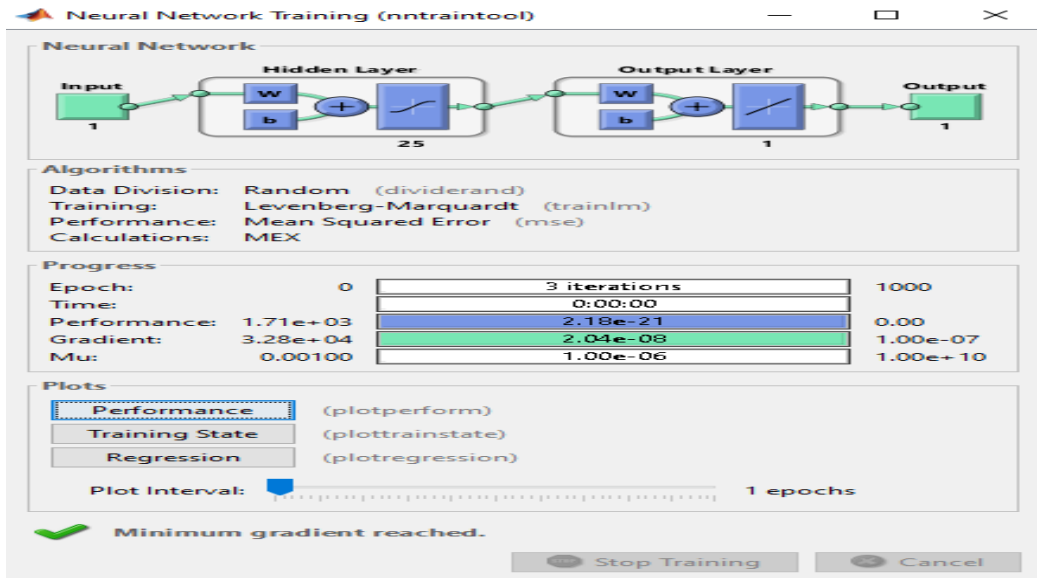 Neural Network Training (nntraintool)
Neural Network
Hidden Layer Output Layer
Input Output
W W
b b
1 25 1 1
Algorithms
Data Division: Random (dividerand)
Training: Levenberg-Marquardt (trainlm)
Performance: Mean Squared Error (mse)
Calculations: MEX
Progress
Epoch: 0 3 iterations 1000
Time: 0:00:00
Performance: 1.71e+03 2.18e-21 0.00
Gradient: 3.28e+04 2.04e-08 1.00e-07
Mu: 0.00100 1.00e-06 1.00e+10
Plots
Performance (plotperform)
Training State (plottrainstate)
Regression (plotregression)
Plot Interval: 1 epochs
Minimum gradient reached.
Stop Training Cancel